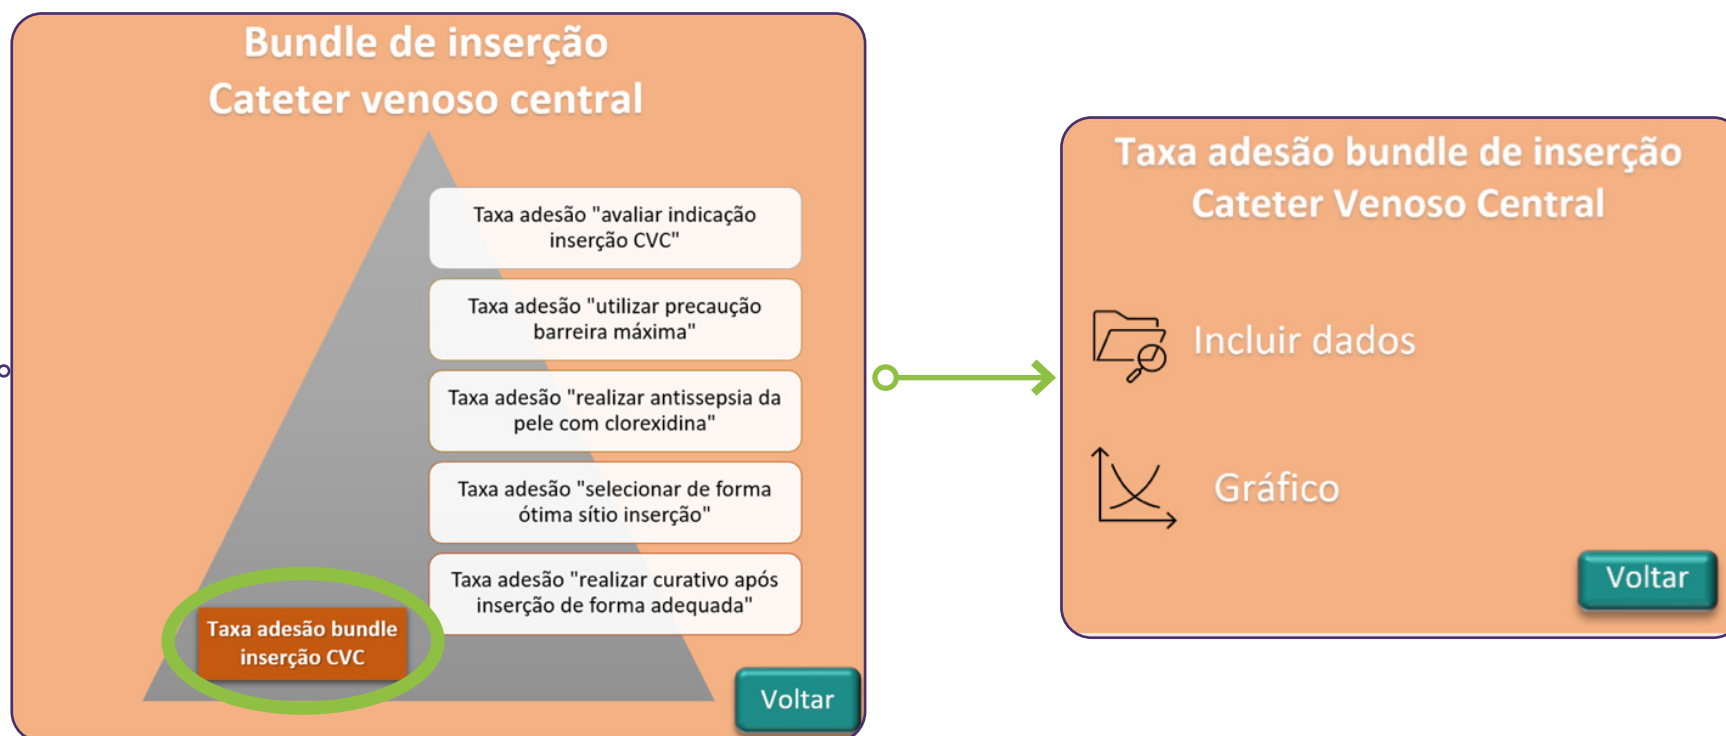 Bundle de inserção
Cateter venoso central
Taxa adesão "avaliar indicação
inserção CVC"
Taxa adesão "utilizar precaução
barreira máxima"
Taxa adesão "realizar antissepsia da
pele com clorexidina"
Taxa adesão "selecionar de forma
ótima sítio inserção"
Taxa adesão "realizar curativo após
inserção de forma adequada"
Taxa adesão bundle
inserção CVC
Voltar
Taxa adesão bundle de inserção
Cateter Venoso Central
Incluir dados
Gráfico
Voltar